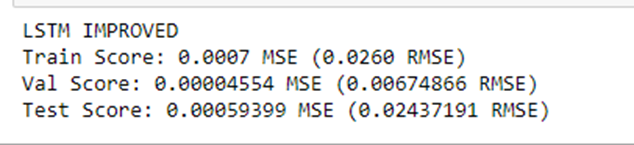 LSTM IMPROVED
Train Score: 0.0007 MSE (0.0260 RMSE)
Val Score: 0.00004554 MSE (0.00674866 RMSE)
Test Score: 0.00059399 MSE (0.02437191 RMSE)